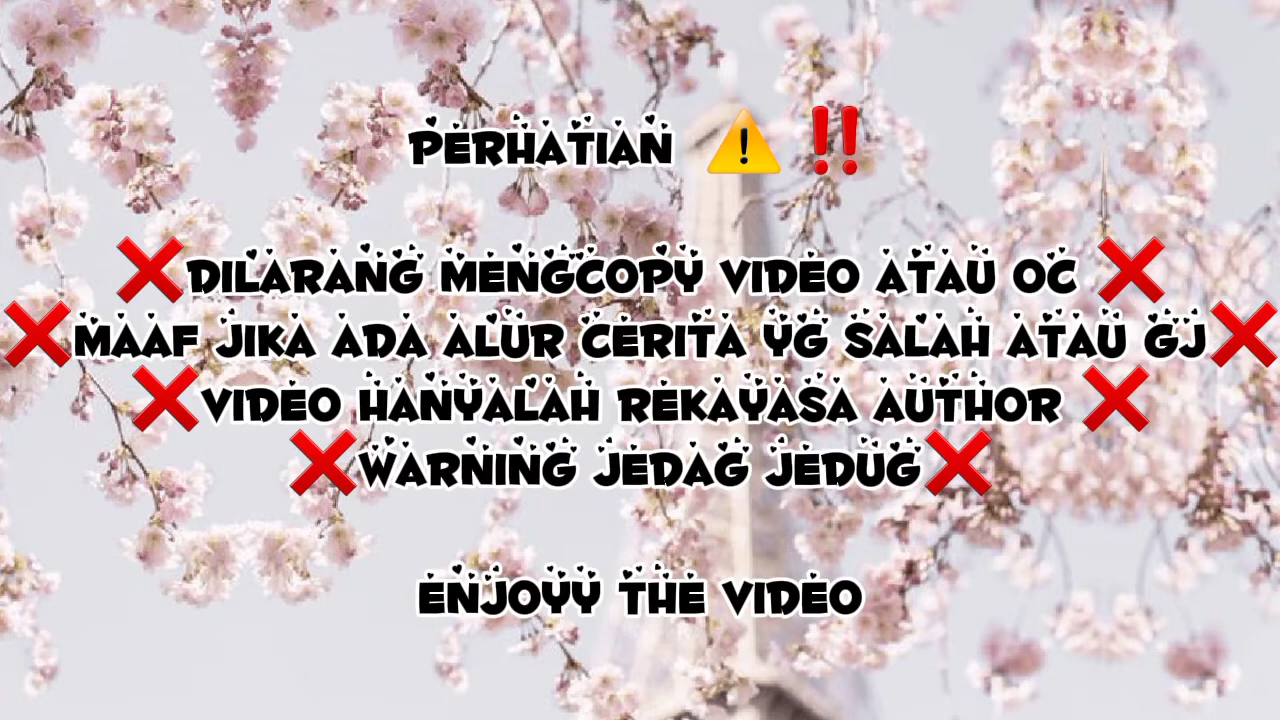 PERHATIAN ⚠️‼️
❌DILARANG MENGCOPY VIDEO ATAU OC ❌
❌MAAF JIKA ADA ALUR CERITA YG SALAH ATAU GJ❌
❌VIDEO HANYALAH REKAYASA AUTHOR ❌
❌WARNING JEDAG JEDUG❌
ENJOYY THE VIDEO